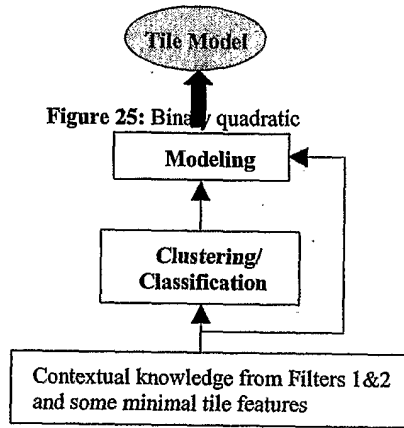 Tile Model
Figure 25: Binary quadratic
Modeling
Clustering/
Classification
Contextual knowledge from Filters 1&2
and some minimal tile features